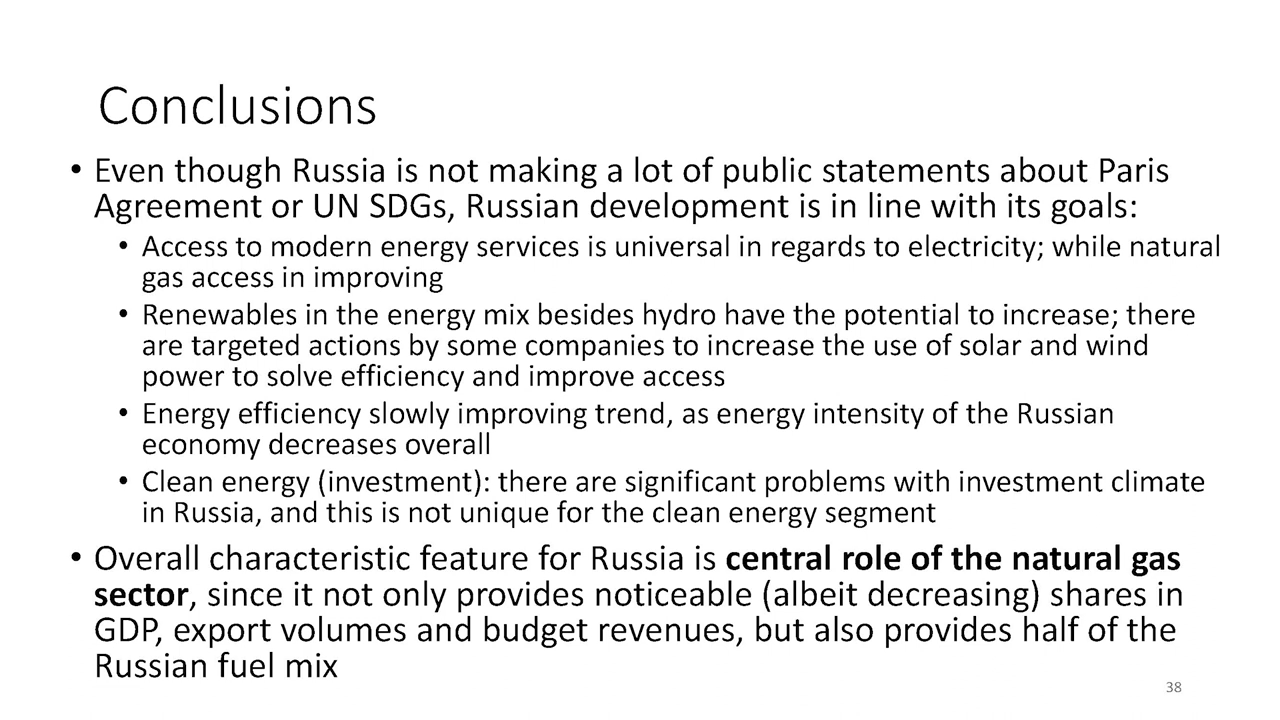 Conclusions
• Even though Russia is not making a lot of public statements about Paris
Agreement or UN SDGs, Russian development is in line with its goals:
• Access to modern energy services is universal in regards to electricity; while natural
gas access in improving
• Renewables in the energy mix besides hydro have the potential to increase; there
are targeted actions by some companies to increase the use of solar and wind
power to solve efficiency and improve access
• Energy efficiency slowly improving trend, as energy intensity of the Russian
economy decreases overall
• Clean energy (investment): there are significant problems with investment climate
in Russia, and this is not unique for the clean energy segment
• Overall characteristic feature for Russia is central role of the natural gas
sector, since it not only provides noticeable (albeit decreasing) shares in
GDP, export volumes and budget revenues, but also provides half of the
Russian fuel mix
38